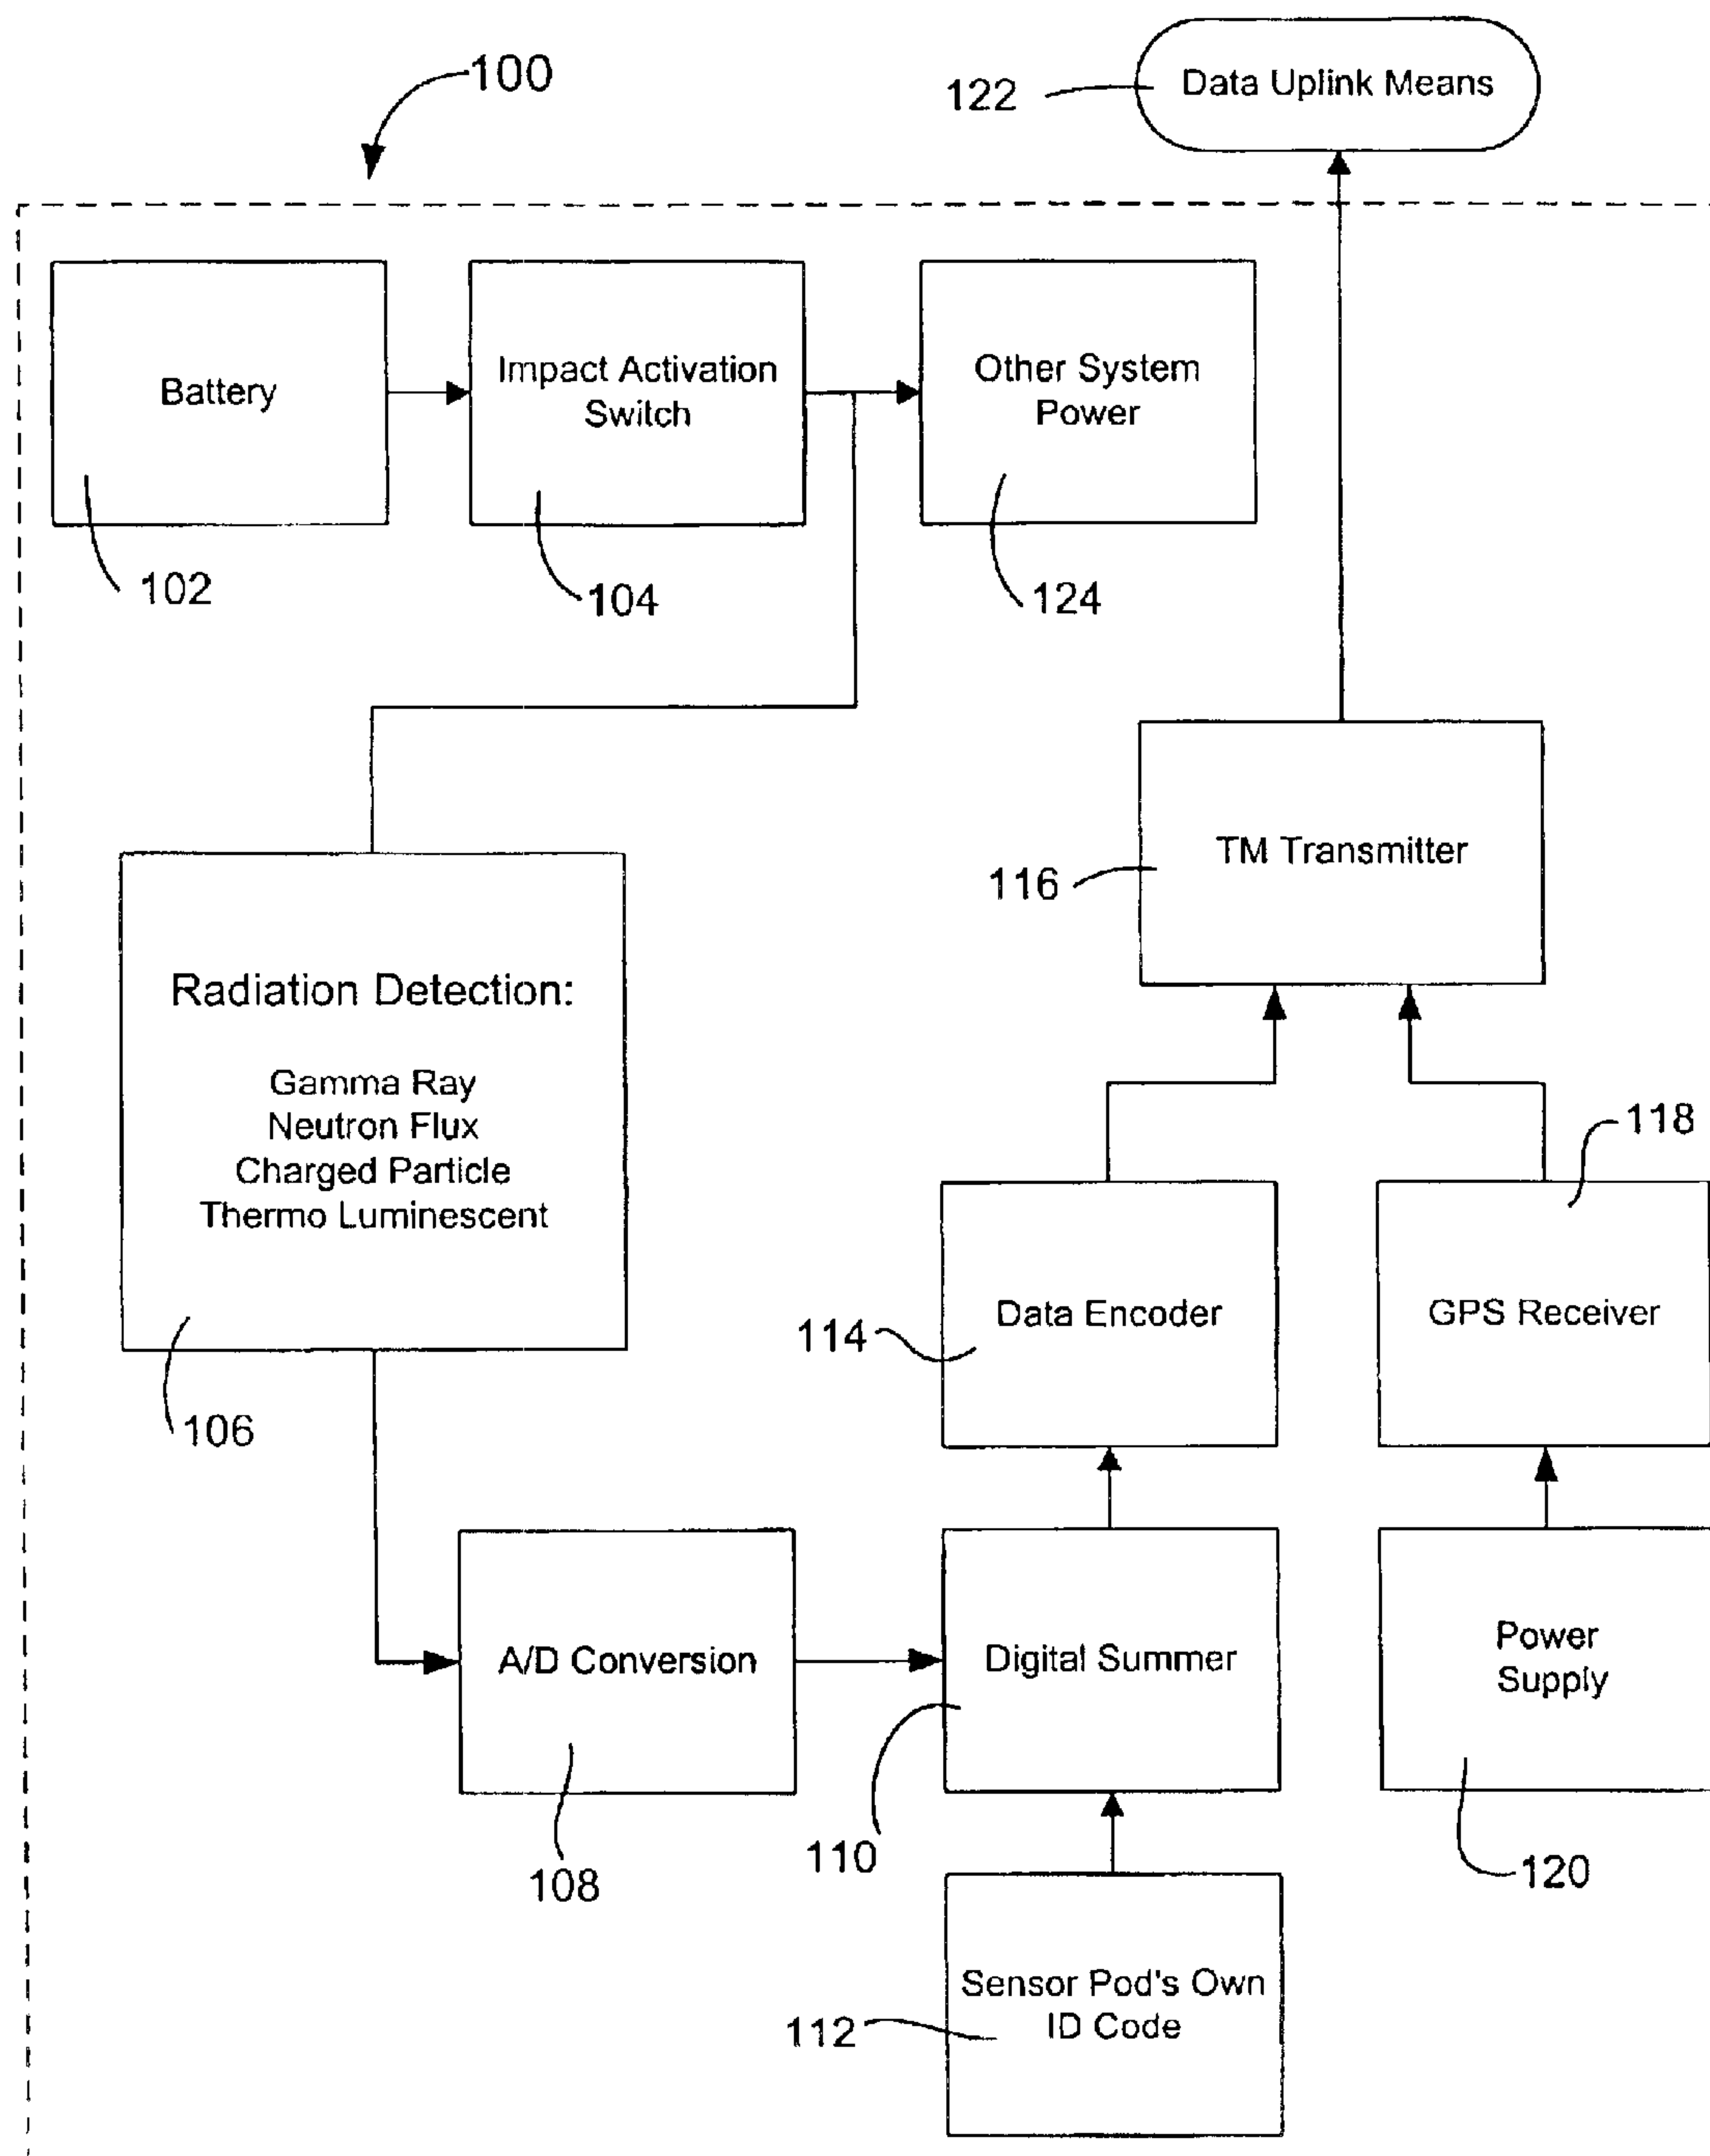 100
122
Data Uplink Means
Battery
Impact Activation
Switch
Other System
Power
102
104
124
TM Transmitter
116
Radiation Detection:
Gamma Ray
Neutron Flux
Charged Particle
Thermo Luminescent
106
118
Data Encoder
114
GPS Receiver
A/D Conversion
108
Digital Summer
110
Power
Supply
120
Sensor Pod's Own
ID Code
112